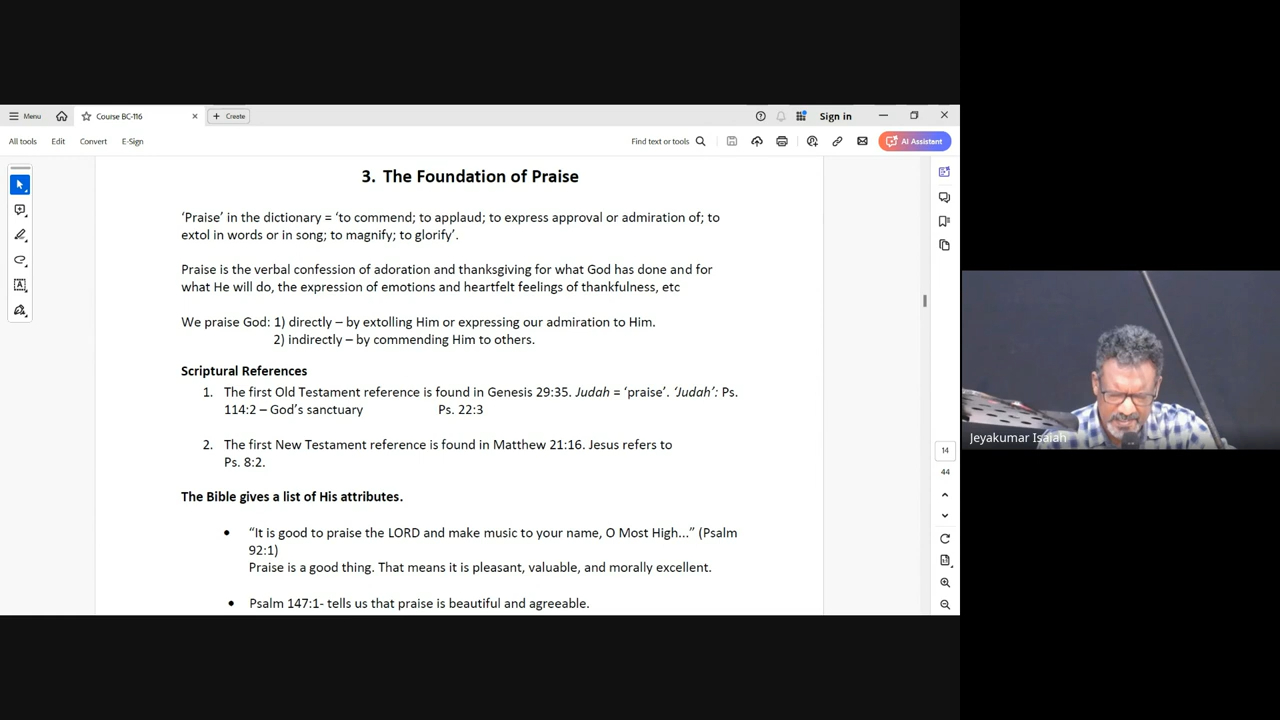 Menu
Course BC-116
Create
Sign in
All tools
Edit
Convert
E-Sign
Find text or tools
AI Assistant
3. The Foundation of Praise
‘Praise’ in the dictionary = ‘to commend; to applaud; to express approval or admiration of; to
extol in words or in song; to magnify; to glorify’.
Praise is the verbal confession of adoration and thanksgiving for what God has done and for
what He will do, the expression of emotions and heartfelt feelings of thankfulness, etc
We praise God: 1) directly – by extolling Him or expressing our admiration to Him.
2) indirectly – by commending Him to others.
Scriptural References
1. The first Old Testament reference is found in Genesis 29:35. Judah = ‘praise’. ‘Judah’: Ps.
114:2 – God’s sanctuary Ps. 22:3
2. The first New Testament reference is found in Matthew 21:16. Jesus refers to
Ps. 8:2.
The Bible gives a list of His attributes.
• “It is good to praise the LORD and make music to your name, O Most High...” (Psalm
92:1)
Praise is a good thing. That means it is pleasant, valuable, and morally excellent.
• Psalm 147:1- tells us that praise is beautiful and agreeable.
14
44
Jeyakumar Isaiah